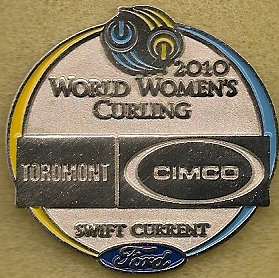 2010
WORLD WOMEN'S
CURLING
TOROMONT CIMCO
SWIFT CURRENT
Ford